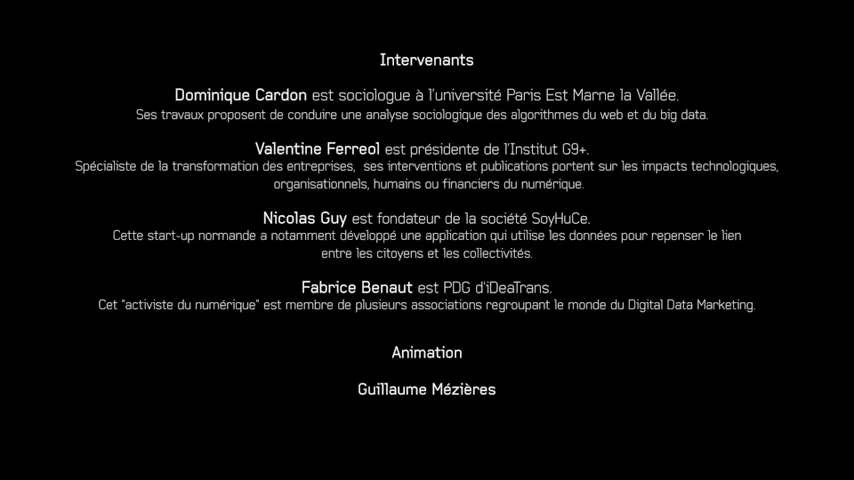 Intervenants
Dominique Cardon est sociologue à l'université Paris Est Marne la Vallée.
Ses travaux proposent de conduire une analyse sociologique des algorithmes du web et du big data.
Valentine Ferreol est présidente de l'Institut G9+.
Spécialiste de la transformation des entreprises, ses interventions et publications portent sur les impacts technologiques,
organisationnels, humains ou financiers du numérique.
Nicolas Guy est fondateur de la société SoyHuCe.
Cette start-up normande a notamment développé une application qui utilise les données pour repenser le lien
entre les citoyens et les collectivités.
Fabrice Benaut est PDG d'iDeaTrans.
Cet "activiste du numérique" est membre de plusieurs associations regroupant le monde du Digital Data Marketing.
Animation
Guillaume Mézières